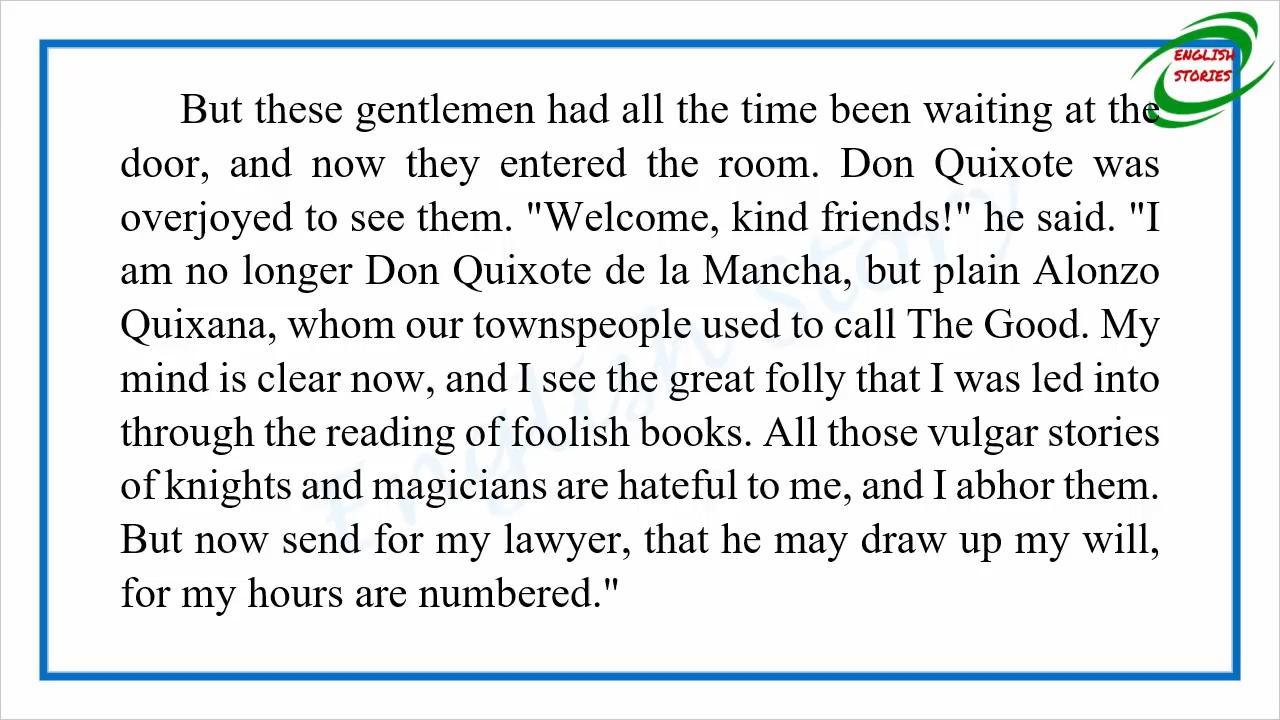 ENGLISH
STORIES
But these gentlemen had all the time been waiting at the
door, and now they entered the room. Don Quixote was
overjoyed to see them. "Welcome, kind friends!" he said. "I
am no longer Don Quixote de la Mancha, but plain Alonzo
Quixana, whom our townspeople used to call The Good. My
mind is clear now, and I see the great folly that I was led into
through the reading of foolish books. All those vulgar stories
of knights and magicians are hateful to me, and I abhor them.
But now send for my lawyer, that he may draw up my will,
for my hours are numbered."
English Story